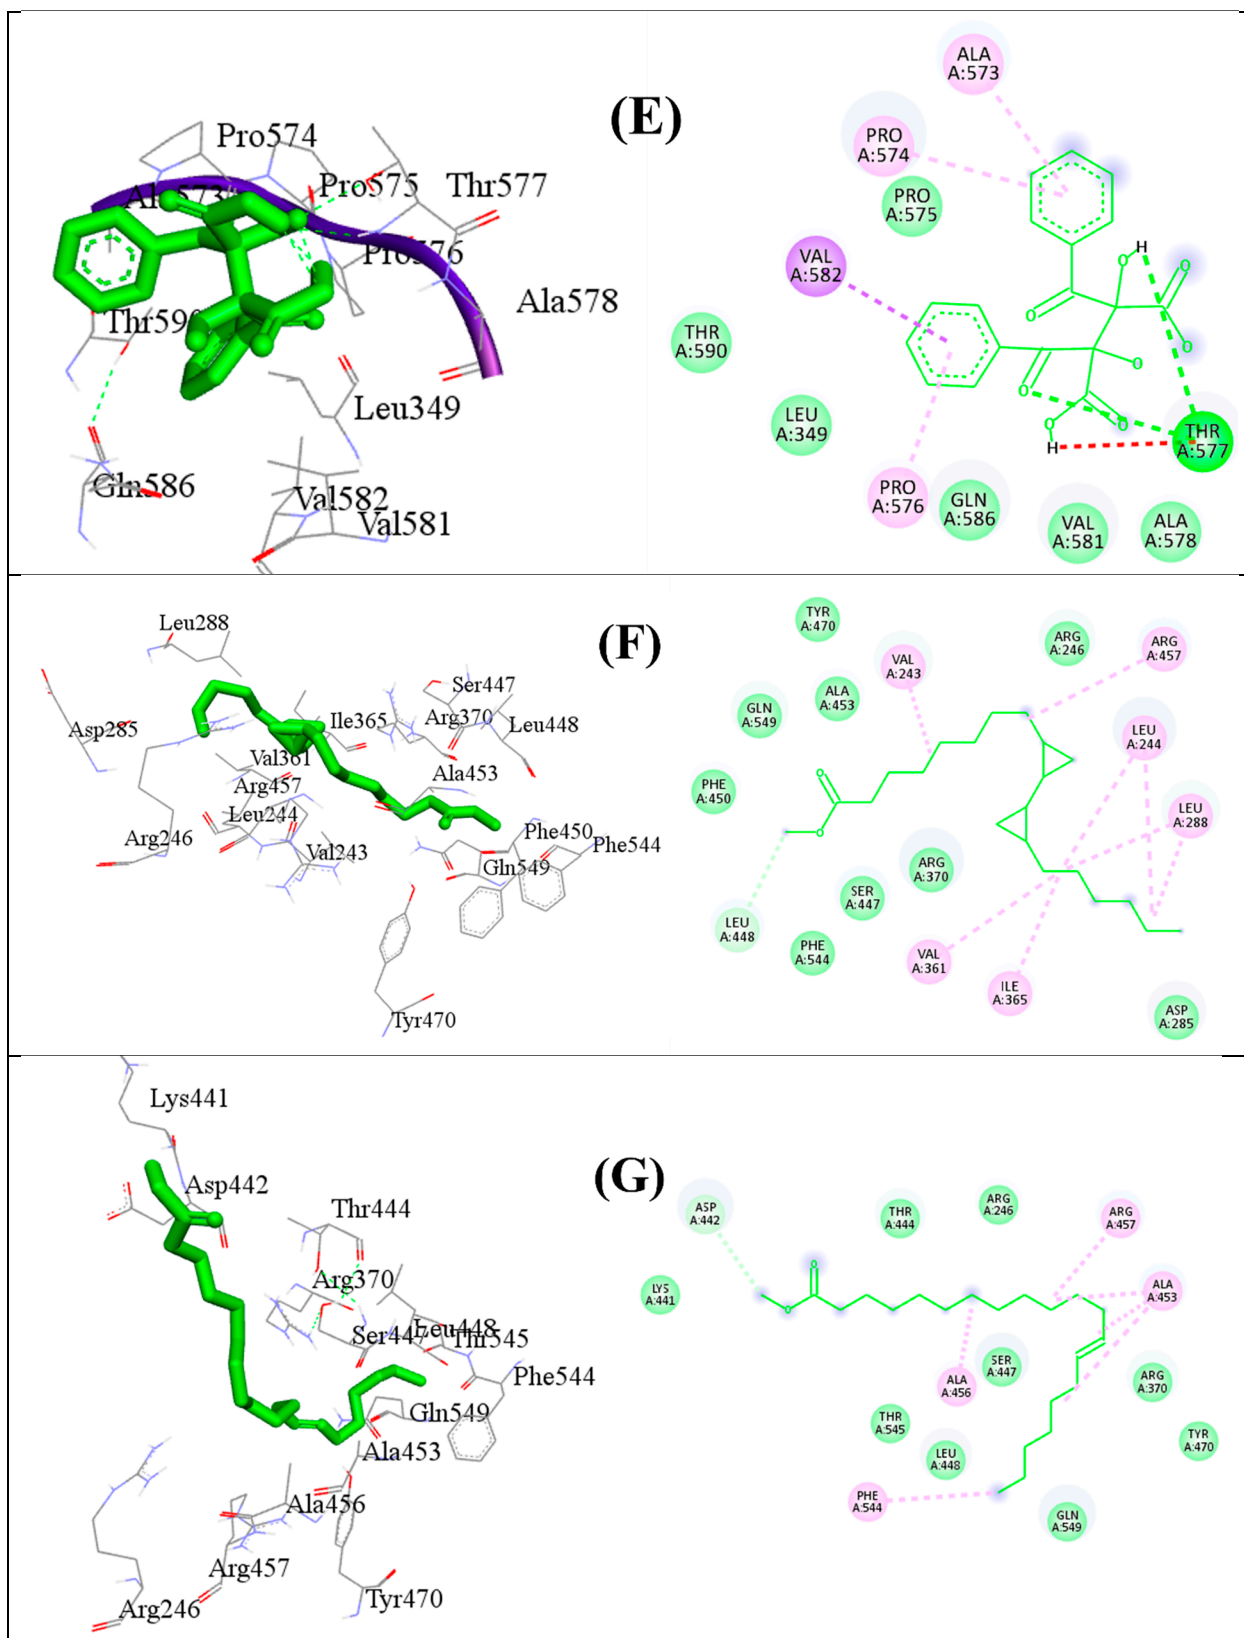 (E)
Pro574
Ala573
Pro575
Thr577
Pro576
Ala578
Thr590
Leu349
Gln586
Val582
Val581
ALA
A:573
PRO
A:574
PRO
A:575
VAL
A:582
THR
A:590
LEU
A:349
PRO
A:576
GLN
A:586
VAL
A:581
ALA
A:578
THR
A:577
H
O
O
O
O
O
O
O
O
H
(F)
Leu288
Asp285
Ser447
Ile365
Arg370
Leu448
Val361
Arg457
Ala453
Leu244
Arg246
Val243
Phe450
Phe544
Gln549
Tyr470
TYR
A:470
VAL
A:243
ARG
A:246
ARG
A:457
GLN
A:549
ALA
A:453
LEU
A:244
PHE
A:450
LEU
A:288
O
O
ARG
A:370
SER
A:447
LEU
A:448
PHE
A:544
VAL
A:361
ILE
A:365
ASP
A:285
(G)
Lys441
Asp442
Thr444
Arg370
Ser447
Leu448
Thr545
Phe544
Gln549
Ala453
Ala456
Arg457
Arg246
Tyr470
ASP
A:442
THR
A:444
ARG
A:246
ARG
A:457
LYS
A:441
ALA
A:453
O
O
ALA
A:456
SER
A:447
ARG
A:370
THR
A:545
LEU
A:448
TYR
A:470
PHE
A:544
GLN
A:549